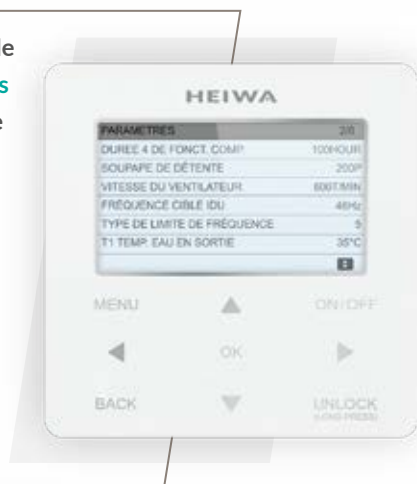 le
s
e
HEIWA
PARAMETRES 2/8
DUREE 4 DE FONCT. COMP. 100HOUR
SOUPAPE DE DÉTENTE 200P
VITESSE DU VENTILATEUR 600T/MIN
FRÉQUENCE CIBLE IDU 46Hz
TYPE DE LIMITE DE FRÉQUENCE 5
T1 TEMP. EAU EN SORTIE 35°C
MENU ON/OFF
OK
BACK UNLOCK
(LONG PRESS)